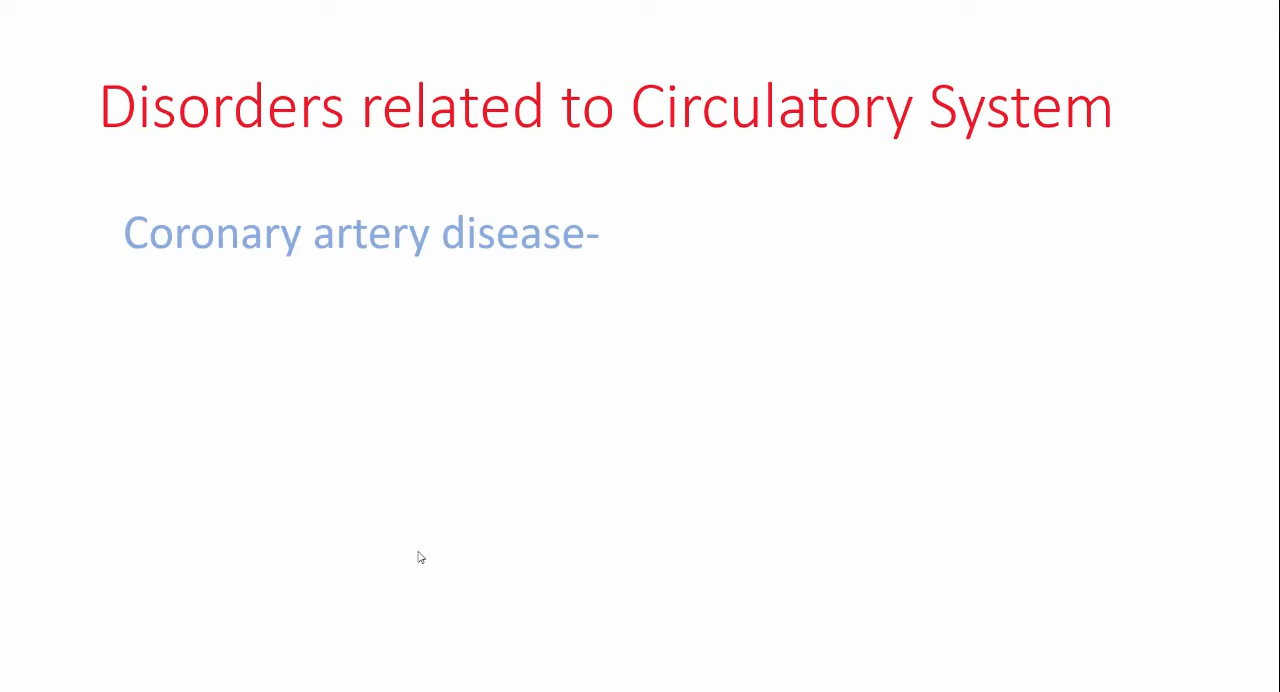 Disorders related to Circulatory System
Coronary artery disease-